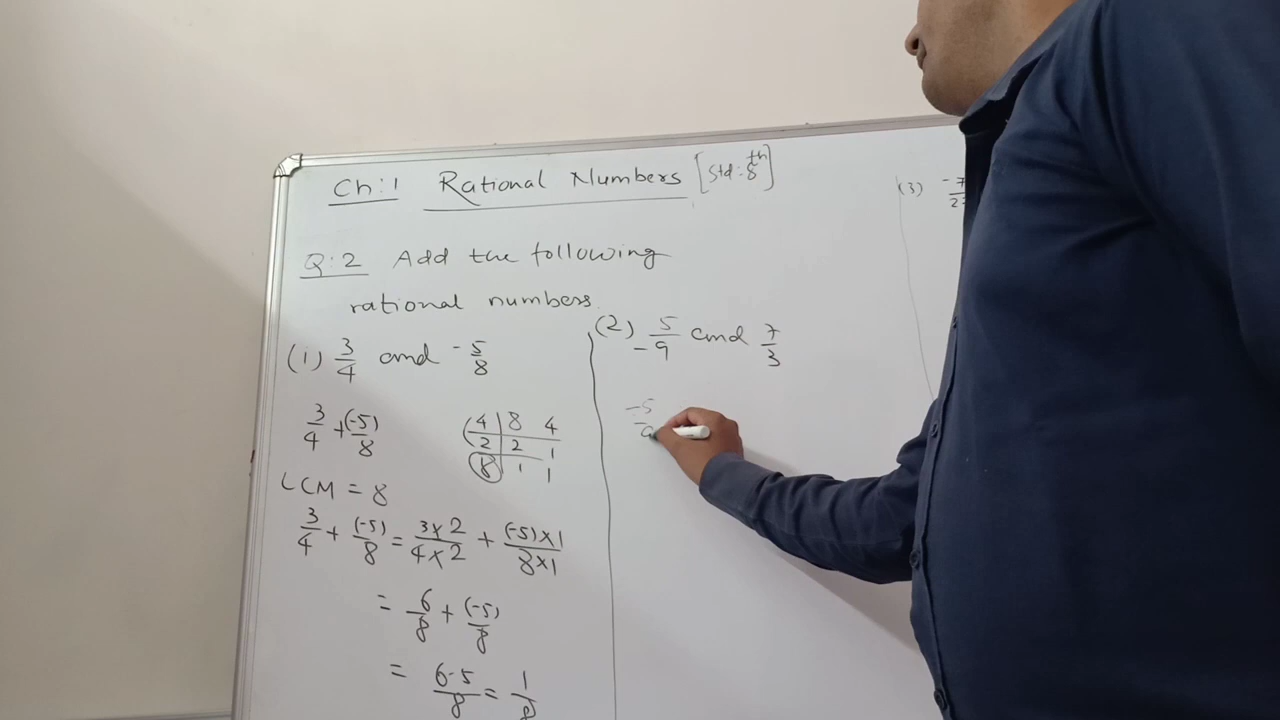 Ch:1 Rational Numbers [Std:8th]
Q:2 Add the following
rational numbers.
(1) 3/4 and -5/8
3/4 + (-5)/8
4 | 8 4
2 | 2 1
8 | 1 1
LCM = 8
3/4 + (-5)/8 = 3×2/4×2 + (-5)×1/8×1
= 6/8 + (-5)/8
= 6-5/8 = 1/8
(2) 5/-9 and 7/3
-5/9
(3) -7